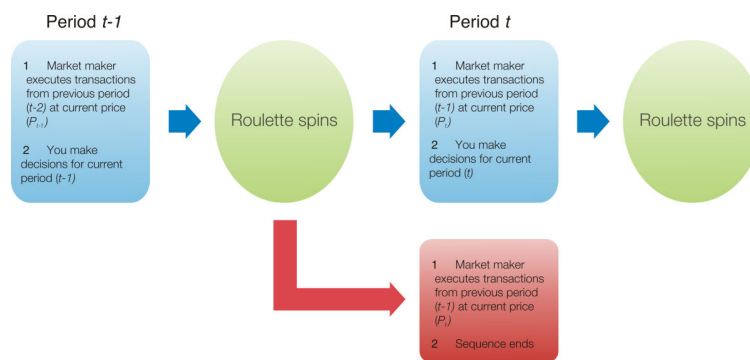 Period t-1
1 Market maker
executes transactions
from previous period
(t-2) at current price
(Pt-1)
2 You make
decisions for current
period (t-1)
Roulette spins
Period t
1 Market maker
executes transactions
from previous period
(t-1) at current price
(Pt)
2 You make
decisions for current
period (t)
Roulette spins
1 Market maker
executes transactions
from previous period
(t-1) at current price
(Pt)
2 Sequence ends